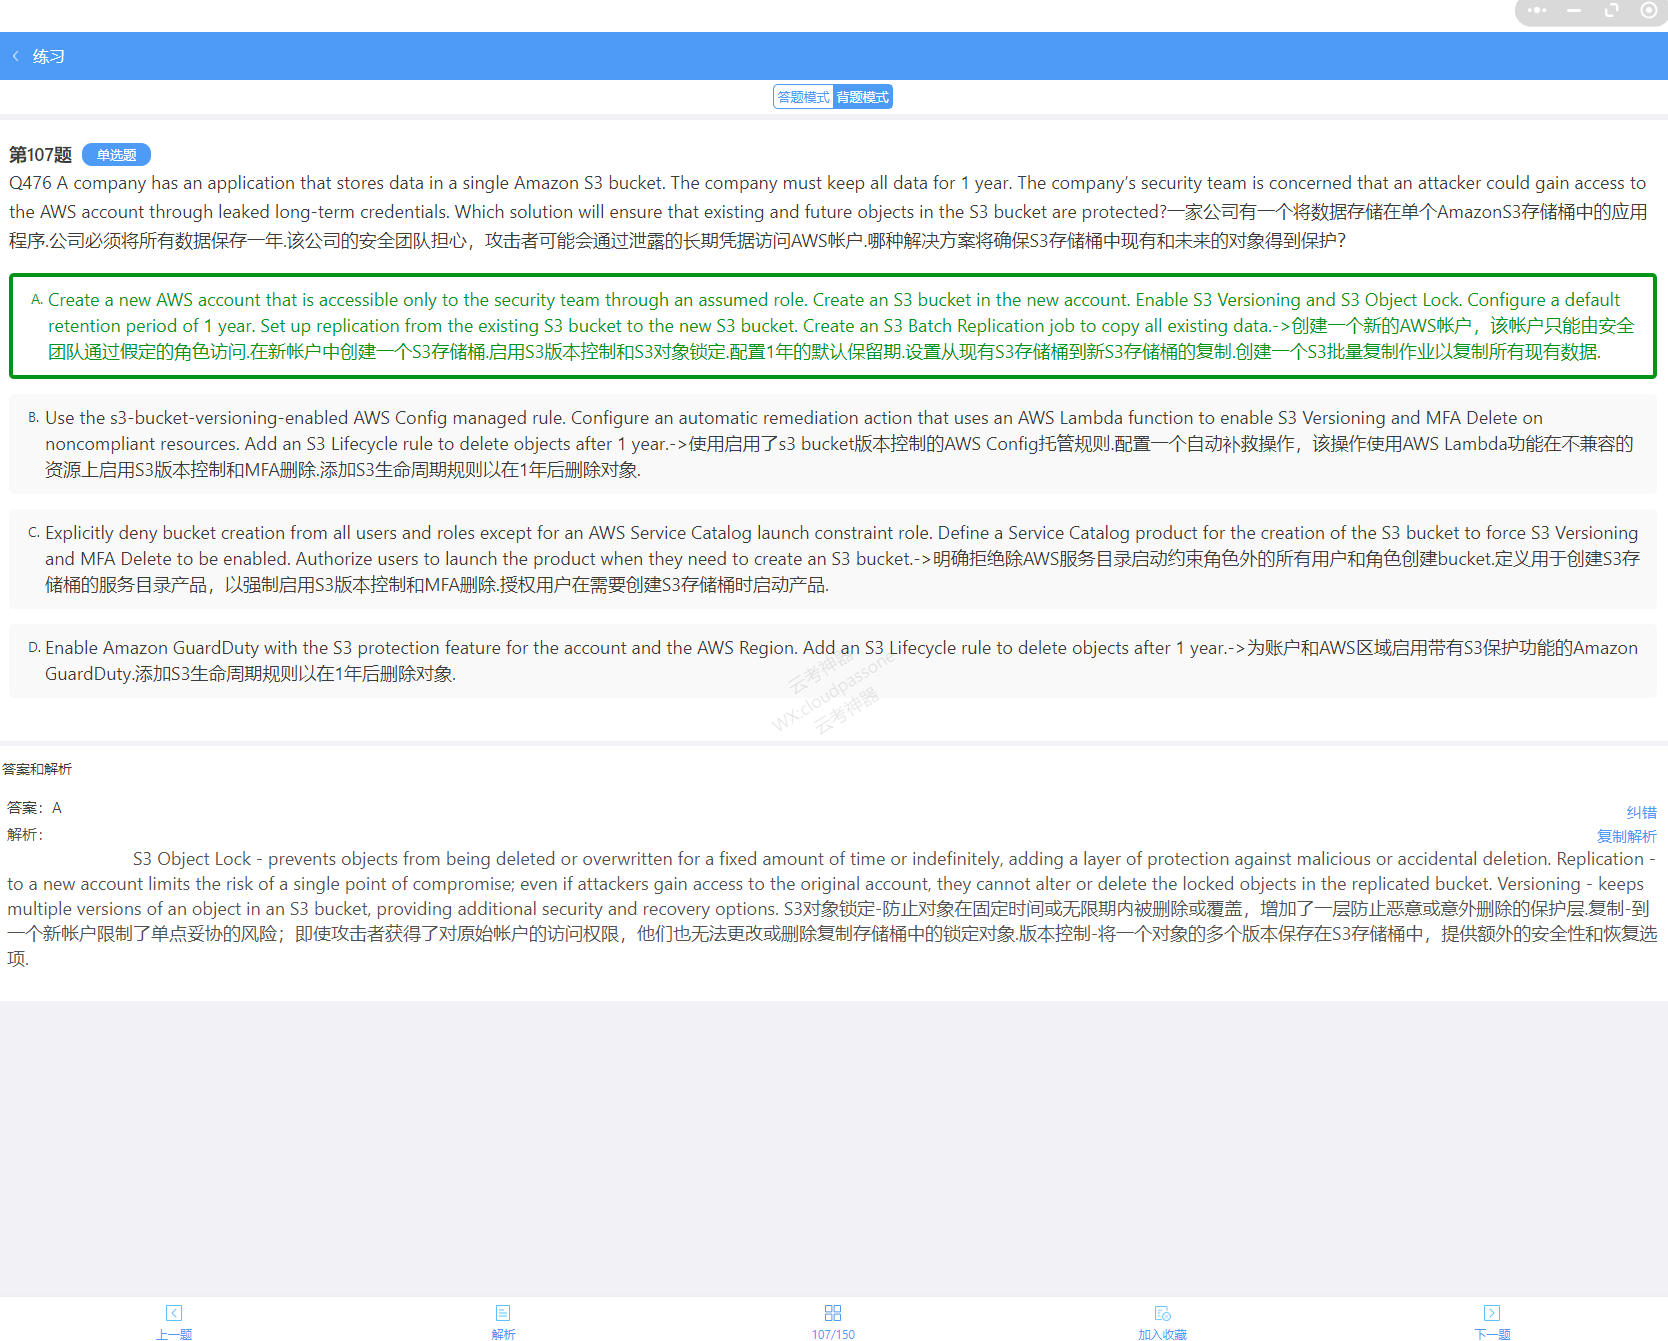 练习
答题模式 背题模式
第107题 单选题
Q476 A company has an application that stores data in a single Amazon S3 bucket. The company must keep all data for 1 year. The company’s security team is concerned that an attacker could gain access to
the AWS account through leaked long-term credentials. Which solution will ensure that existing and future objects in the S3 bucket are protected?一家公司有一个将数据存储在单个AmazonS3存储桶中的应用
程序.公司必须将所有数据保存一年.该公司的安全团队担心，攻击者可能会通过泄露的长期凭据访问AWS帐户.哪种解决方案将确保S3存储桶中现有和未来的对象得到保护？
A. Create a new AWS account that is accessible only to the security team through an assumed role. Create an S3 bucket in the new account. Enable S3 Versioning and S3 Object Lock. Configure a default
retention period of 1 year. Set up replication from the existing S3 bucket to the new S3 bucket. Create an S3 Batch Replication job to copy all existing data.->创建一个新的AWS帐户，该帐户只能由安全
团队通过假定的角色访问.在新帐户中创建一个S3存储桶.启用S3版本控制和S3对象锁定.配置1年的默认保留期.设置从现有S3存储桶到新S3存储桶的复制.创建一个S3批量复制作业以复制所有现有数据.
B. Use the s3-bucket-versioning-enabled AWS Config managed rule. Configure an automatic remediation action that uses an AWS Lambda function to enable S3 Versioning and MFA Delete on
noncompliant resources. Add an S3 Lifecycle rule to delete objects after 1 year.->使用启用了s3 bucket版本控制的AWS Config托管规则.配置一个自动补救操作，该操作使用AWS Lambda功能在不兼容的
资源上启用S3版本控制和MFA删除.添加S3生命周期规则以在1年后删除对象.
C. Explicitly deny bucket creation from all users and roles except for an AWS Service Catalog launch constraint role. Define a Service Catalog product for the creation of the S3 bucket to force S3 Versioning
and MFA Delete to be enabled. Authorize users to launch the product when they need to create an S3 bucket.->明确拒绝除AWS服务目录启动约束角色外的所有用户和角色创建bucket.定义用于创建S3存
储桶的服务目录产品，以强制启用S3版本控制和MFA删除.授权用户在需要创建S3存储桶时启动产品.
D. Enable Amazon GuardDuty with the S3 protection feature for the account and the AWS Region. Add an S3 Lifecycle rule to delete objects after 1 year.->为账户和AWS区域启用带有S3保护功能的Amazon
GuardDuty.添加S3生命周期规则以在1年后删除对象.
云考神器
WX:cloudpassone
云考神器
答案和解析
答案：A
纠错
解析：
复制解析
S3 Object Lock - prevents objects from being deleted or overwritten for a fixed amount of time or indefinitely, adding a layer of protection against malicious or accidental deletion. Replication -
to a new account limits the risk of a single point of compromise; even if attackers gain access to the original account, they cannot alter or delete the locked objects in the replicated bucket. Versioning - keeps
multiple versions of an object in an S3 bucket, providing additional security and recovery options. S3对象锁定-防止对象在固定时间或无限期内被删除或覆盖，增加了一层防止恶意或意外删除的保护层.复制-到
一个新帐户限制了单点妥协的风险；即使攻击者获得了对原始帐户的访问权限，他们也无法更改或删除复制存储桶中的锁定对象.版本控制-将一个对象的多个版本保存在S3存储桶中，提供额外的安全性和恢复选
项.
上一题 解析 107/150 加入收藏 下一题